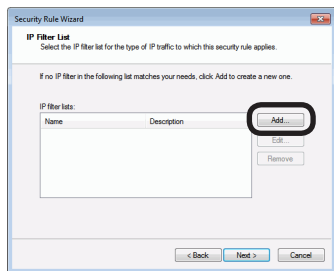 Security Rule Wizard
IP Filter List
Select the IP filter list for the type of IP traffic to which this security rule applies.
If no IP filter in the following list matches your needs, click Add to create a new one.
IP filter lists:
Name Description
Add...
Edit...
Remove
< Back Next > Cancel